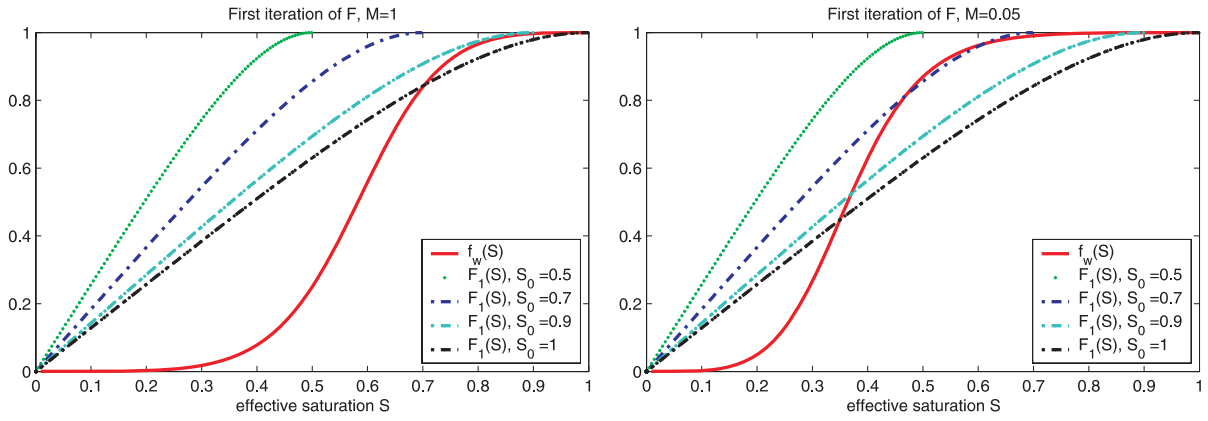 First iteration of F, M=1
1
0.8
0.6
0.4
0.2
0
0
0.1
0.2
0.3
0.4
0.5
0.6
0.7
0.8
0.9
1
effective saturation S
f_w(S)
F_1(S), S_0 =0.5
F_1(S), S_0 =0.7
F_1(S), S_0 =0.9
F_1(S), S_0 =1
First iteration of F, M=0.05
1
0.8
0.6
0.4
0.2
0
0
0.1
0.2
0.3
0.4
0.5
0.6
0.7
0.8
0.9
1
effective saturation S
f_w(S)
F_1(S), S_0 =0.5
F_1(S), S_0 =0.7
F_1(S), S_0 =0.9
F_1(S), S_0 =1